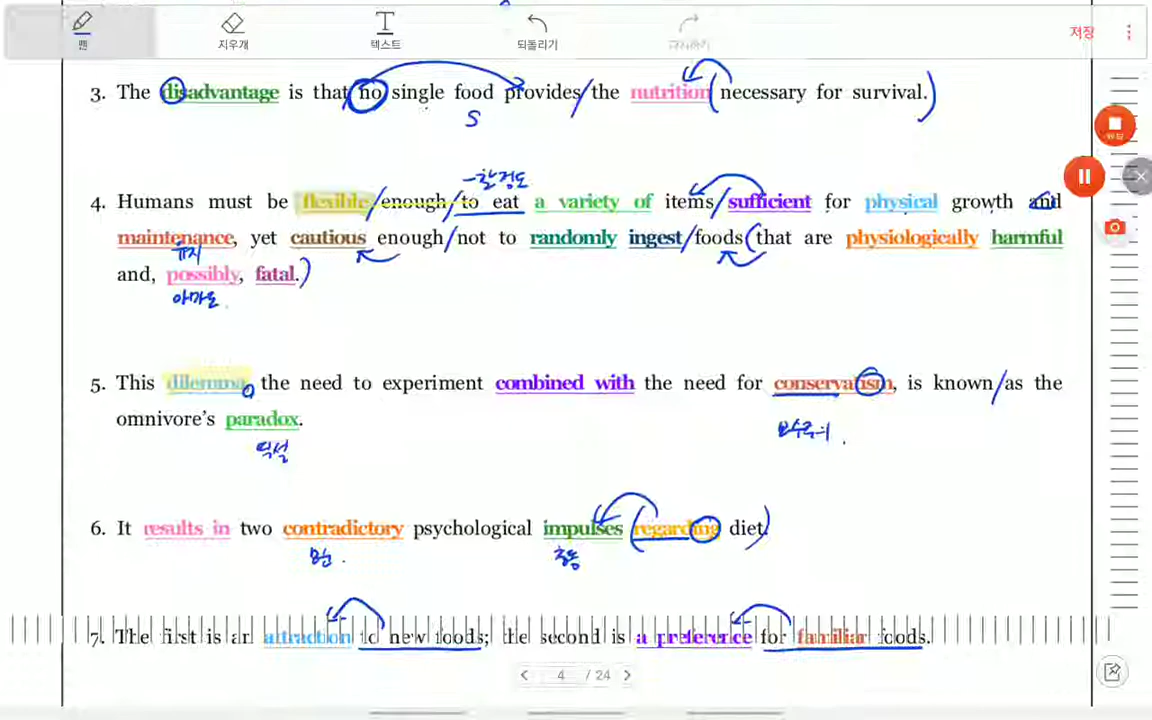 펜 지우개 텍스트 되돌리기 저장
3. The disadvantage is that no single food provides/the nutrition(necessary for survival.)
S
~할 정도
4. Humans must be flexible/enough/to eat a variety of items/sufficient for physical growth and
maintenance, yet cautious enough/not to randomly ingest/foods(that are physiologically harmful
유지
and, possibly, fatal.)
아마도
5. This dilemma, the need to experiment combined with the need for conservatism, is known/as the
omnivore's paradox.
보수주의
역설
6. It results in two contradictory psychological impulses (regarding diet.)
모순
충동
7. The first is an attraction to new foods; the second is a preference for familiar foods.
< 4 / 24 >